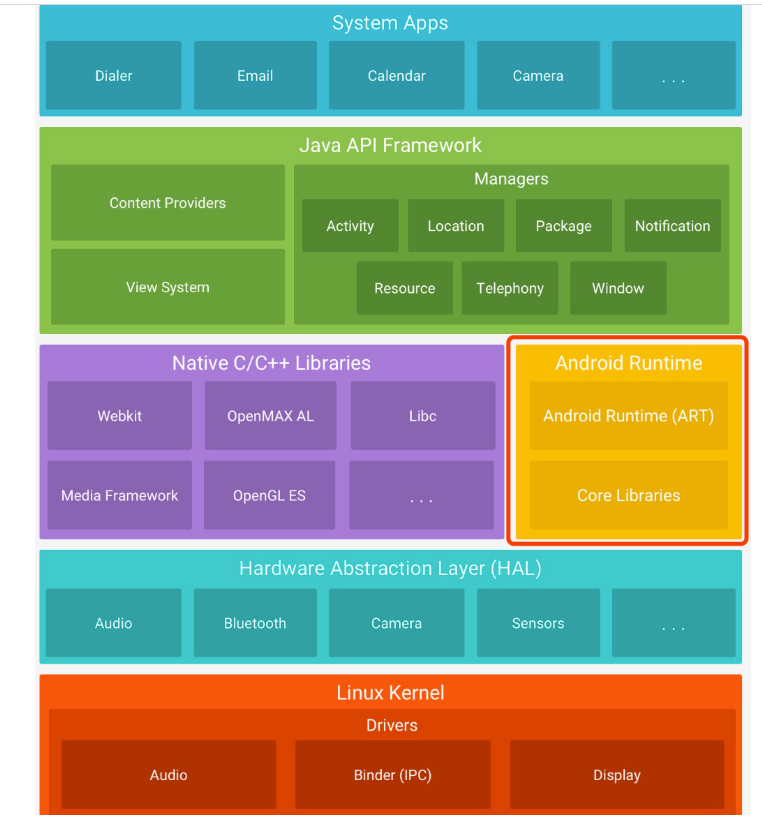 System Apps
Dialer
Email
Calendar
Camera
. . .
Java API Framework
Content Providers
View System
Managers
Activity
Location
Package
Notification
Resource
Telephony
Window
Native C/C++ Libraries
Webkit
OpenMAX AL
Libc
Media Framework
OpenGL ES
. . .
Android Runtime
Android Runtime (ART)
Core Libraries
Hardware Abstraction Layer (HAL)
Audio
Bluetooth
Camera
Sensors
. . .
Linux Kernel
Drivers
Audio
Binder (IPC)
Display